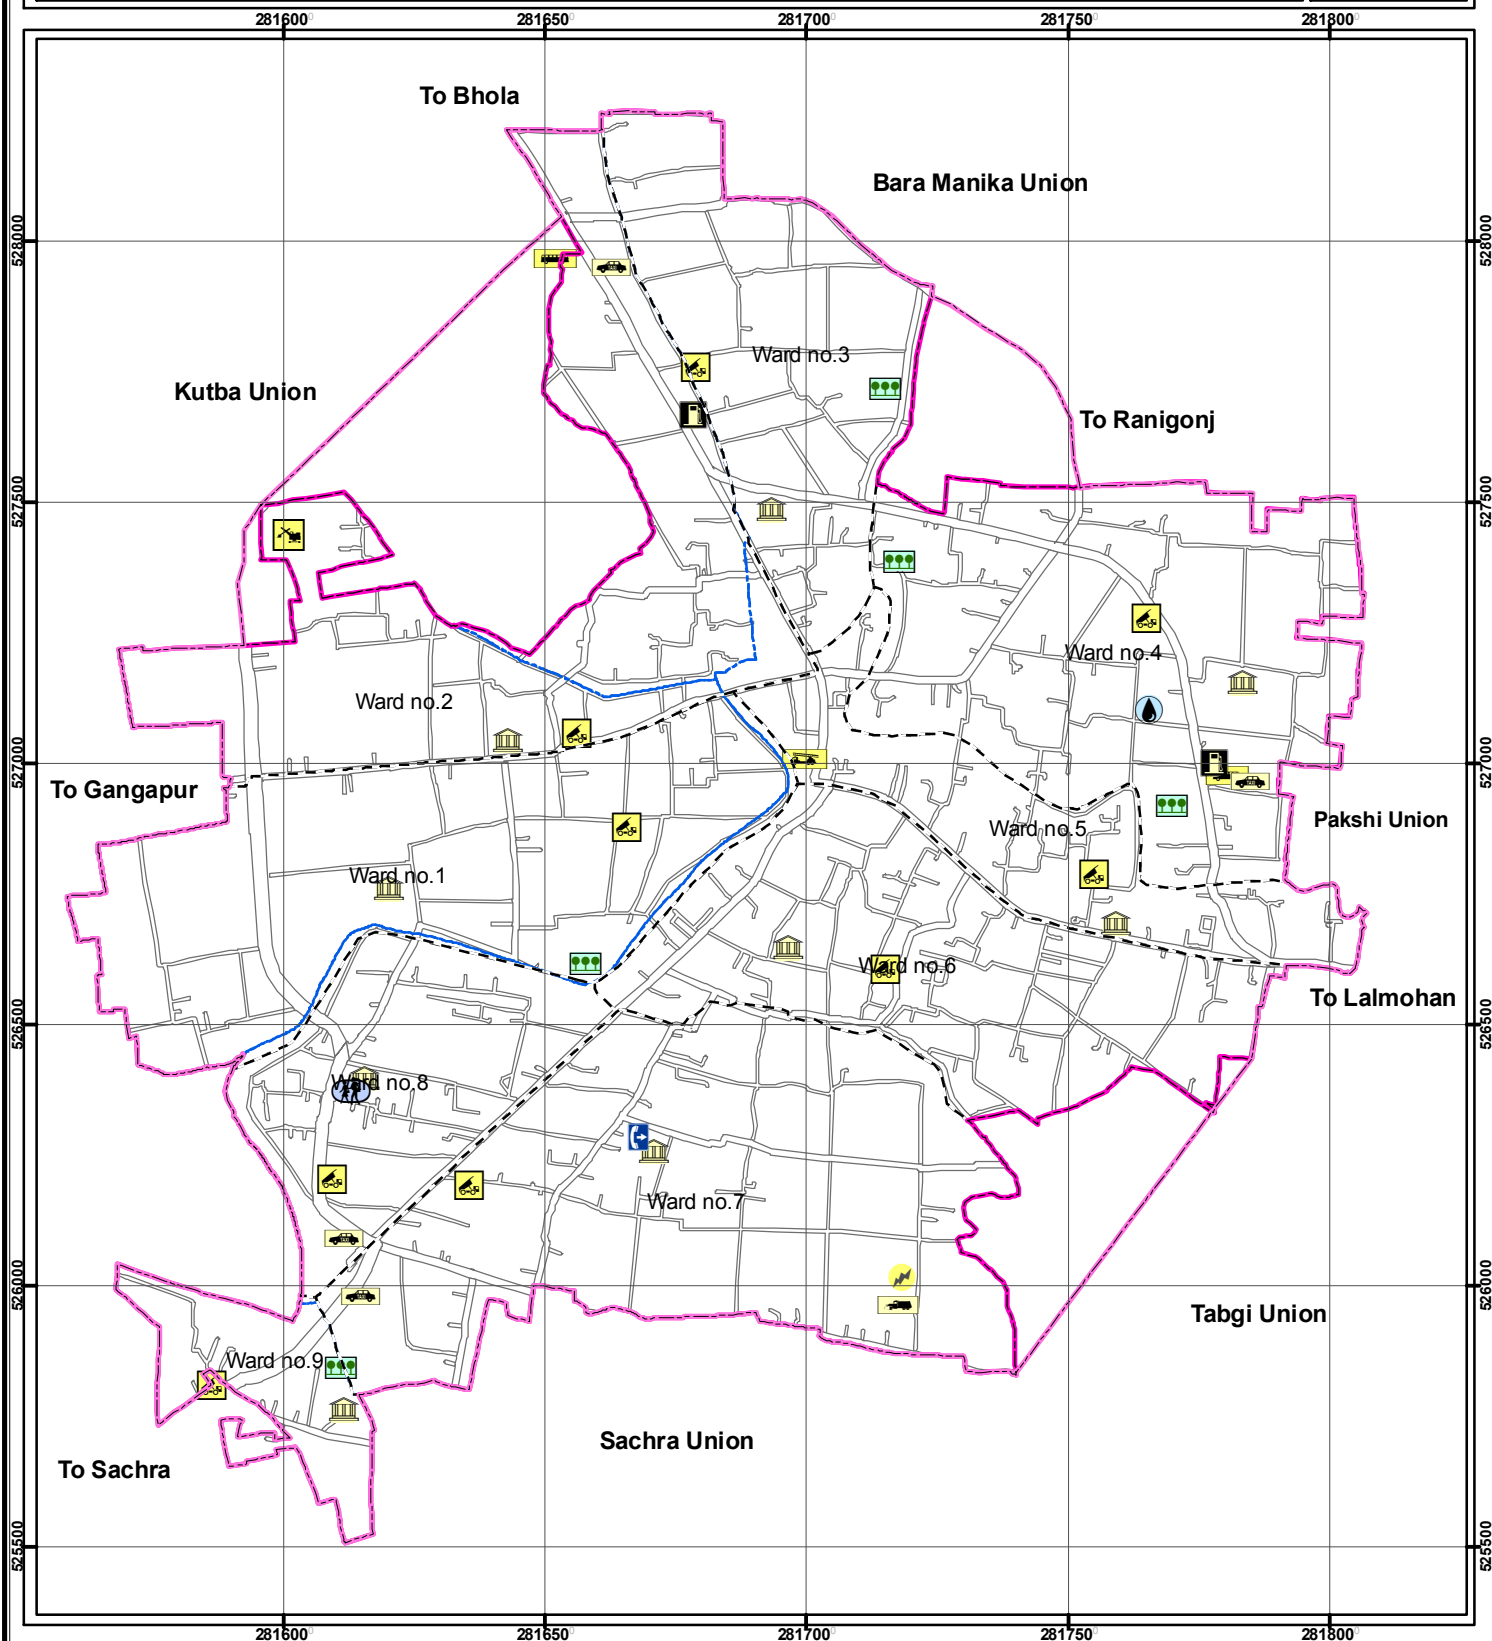 281600 281650 281700 281750 281800
To Bhola
Bara Manika Union
528000 528000
Ward no.3
Kutba Union
To Ranigonj
527500 527500
Ward no.4
Ward no.2
527000 527000
To Gangapur
Pakshi Union
Ward no.5
Ward no.1
Ward no.6
To Lalmohan
526500 526500
Ward no.8
Ward no.7
526000 526000
Tabgi Union
Ward no.9
Sachra Union
To Sachra
525500 525500
281600 281650 281700 281750 281800